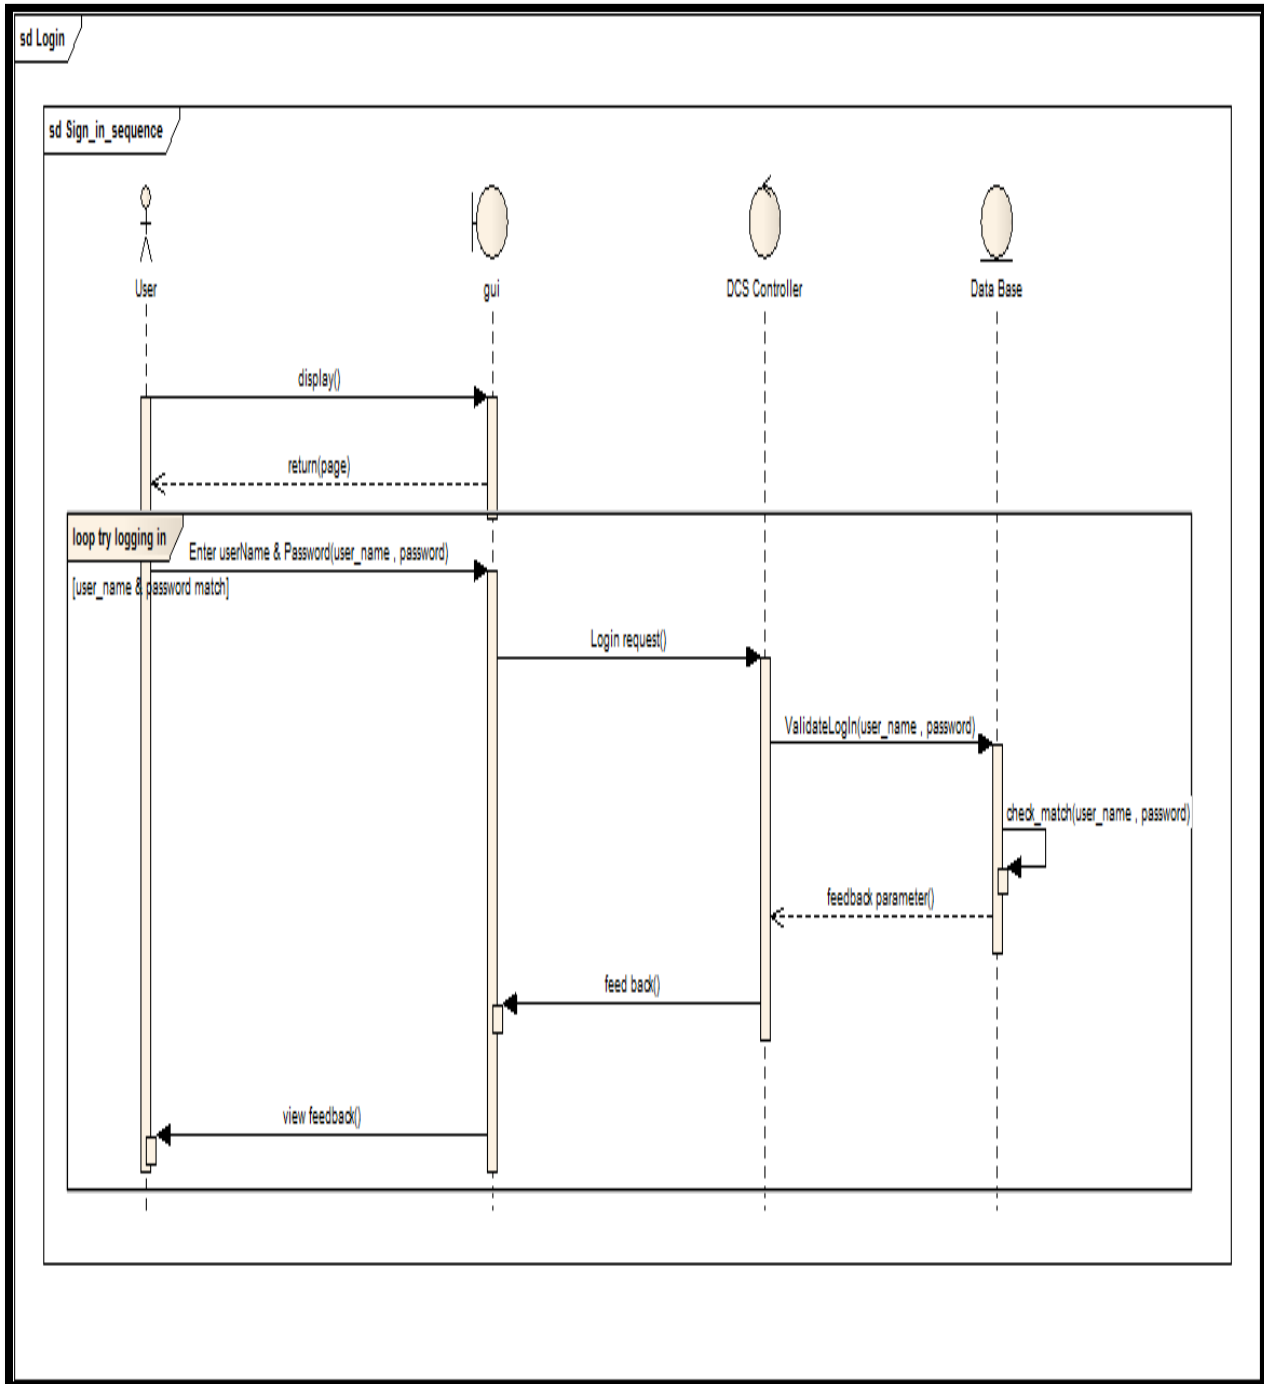 sd Login
sd Sign_in_sequence
User
gui
DCS Controller
Data Base
display()
return(page)
loop try logging in
Enter userName & Password(user_name , password)
[user_name & password match]
Login request()
ValidateLogIn(user_name , password)
check_match(user_name , password)
feedback parameter()
feed back()
view feedback()